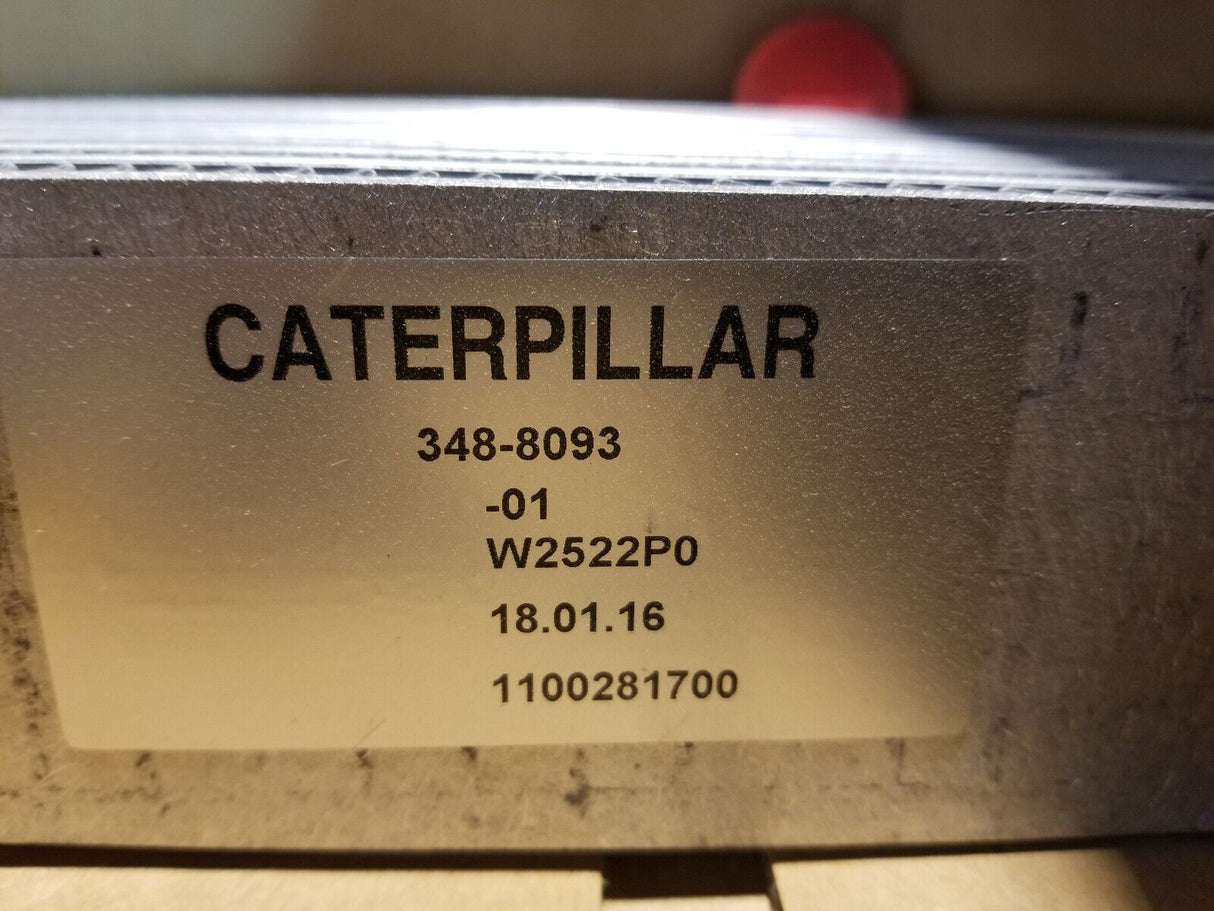 CATERPILLAR
348-8093
-01
W2522P0
18.01.16
1100281700